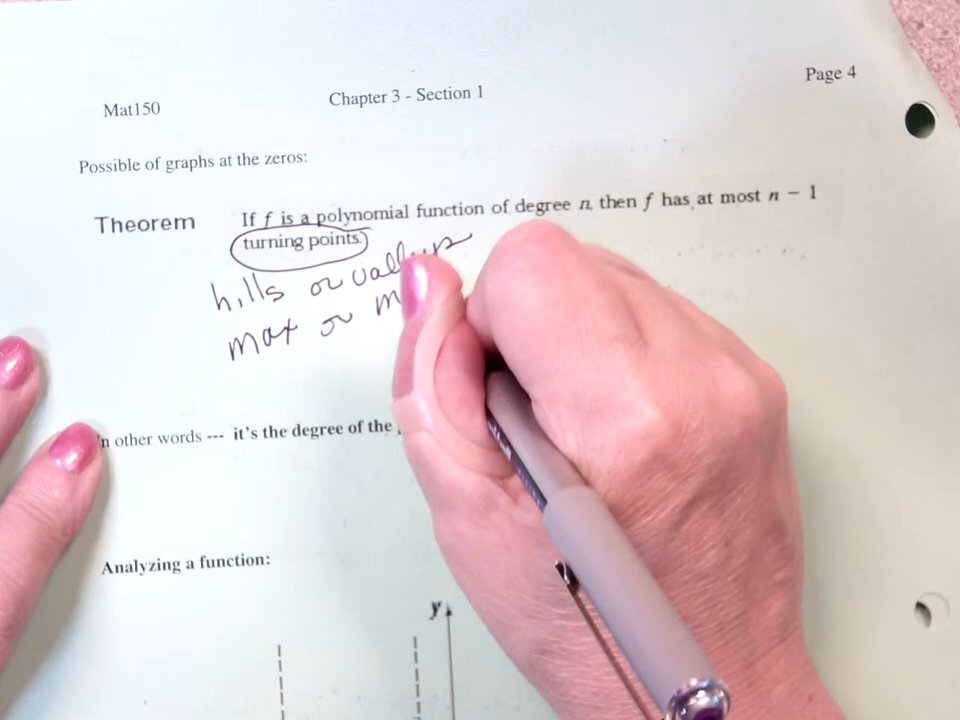 Page 4
Mat150 Chapter 3 - Section 1
Possible of graphs at the zeros:
Theorem If f is a polynomial function of degree n, then f has at most n − 1
turning points.
hills or
max or
In other words --- it's the degree of the
Analyzing a function:
y